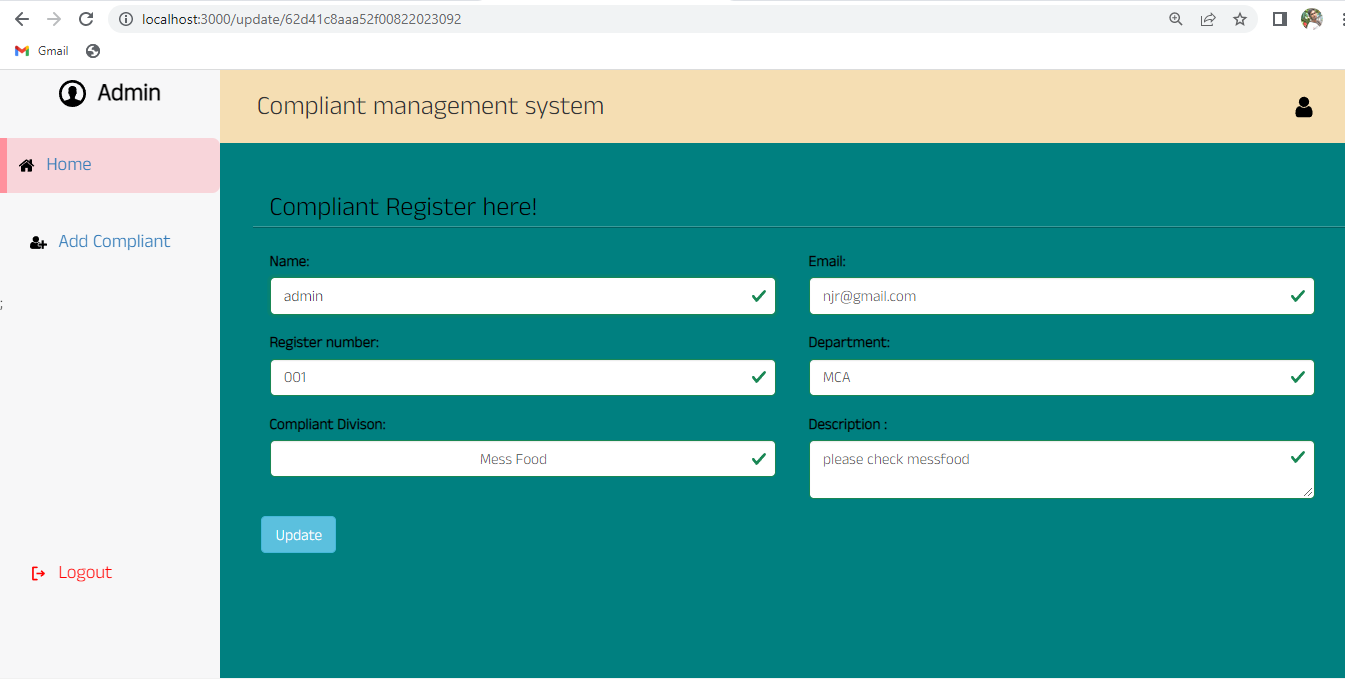 localhost:3000/update/62d41c8aaa52f00822023092
Gmail
Admin
Compliant management system
Home
Add Compliant
;
Logout
Compliant Register here!
Name:
Email:
admin
njr@gmail.com
Register number:
Department:
001
MCA
Compliant Divison:
Description :
Mess Food
please check messfood
Update